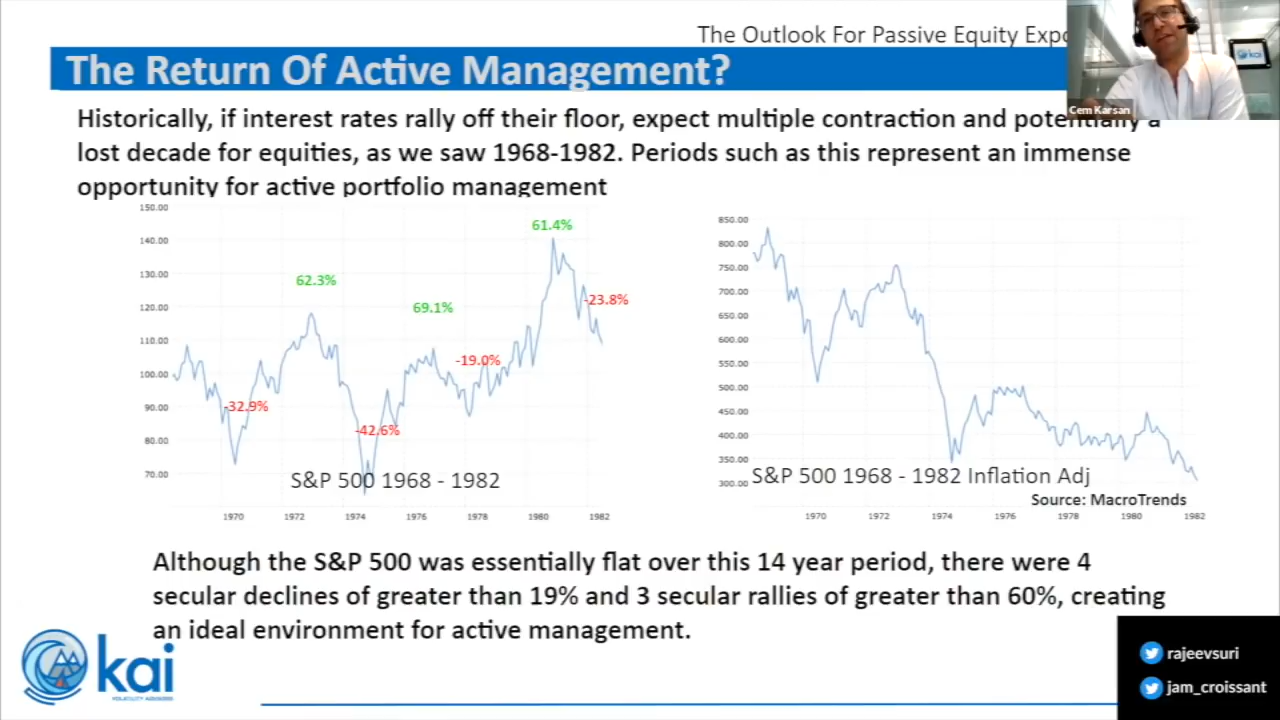 The Outlook For Passive Equity Expo
The Return Of Active Management?
kai
Cem Karsan
Historically, if interest rates rally off their floor, expect multiple contraction and potentially a
lost decade for equities, as we saw 1968-1982. Periods such as this represent an immense
opportunity for active portfolio management
150.00
140.00
130.00
120.00
110.00
100.00
90.00
80.00
70.00
61.4%
62.3%
69.1%
-23.8%
-19.0%
-32.9%
-42.6%
S&P 500 1968 - 1982
1970 1972 1974 1976 1978 1980 1982
850.00
800.00
750.00
700.00
650.00
600.00
550.00
500.00
450.00
400.00
350.00
300.00
S&P 500 1968 - 1982 Inflation Adj
Source: MacroTrends
1970 1972 1974 1976 1978 1980 1982
Although the S&P 500 was essentially flat over this 14 year period, there were 4
secular declines of greater than 19% and 3 secular rallies of greater than 60%, creating
an ideal environment for active management.
kai
VOLATILITY ADVISORS
rajeevsuri
jam_croissant